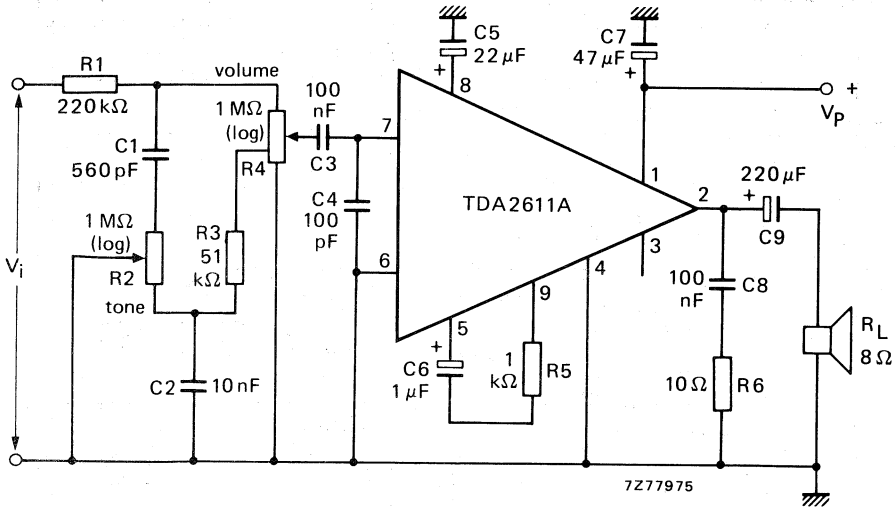 R1
220kΩ
volume
1 MΩ
(log)
R4
100
nF
C3
C5
22 µF
C7
47 µF
+
+
+
V_P
8
7
1
2
3
4
6
5
9
TDA2611A
C1
560 pF
1 MΩ
(log)
R2
tone
R3
51
kΩ
C4
100
pF
V_i
C2
10 nF
+
C6
1 µF
1
kΩ
R5
220 µF
+
C9
100
nF
C8
10Ω
R6
R_L
8 Ω
7Z77975